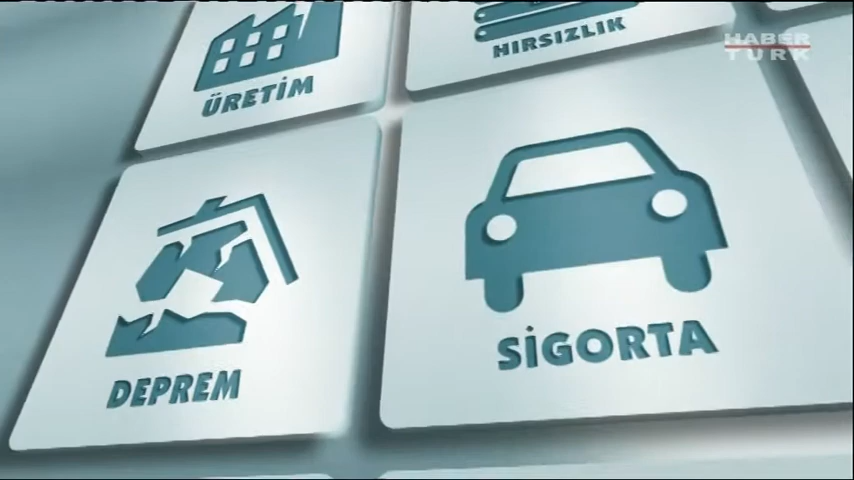 HABER
TÜRK
ÜRETİM
HIRSIZLIK
DEPREM
SİGORTA